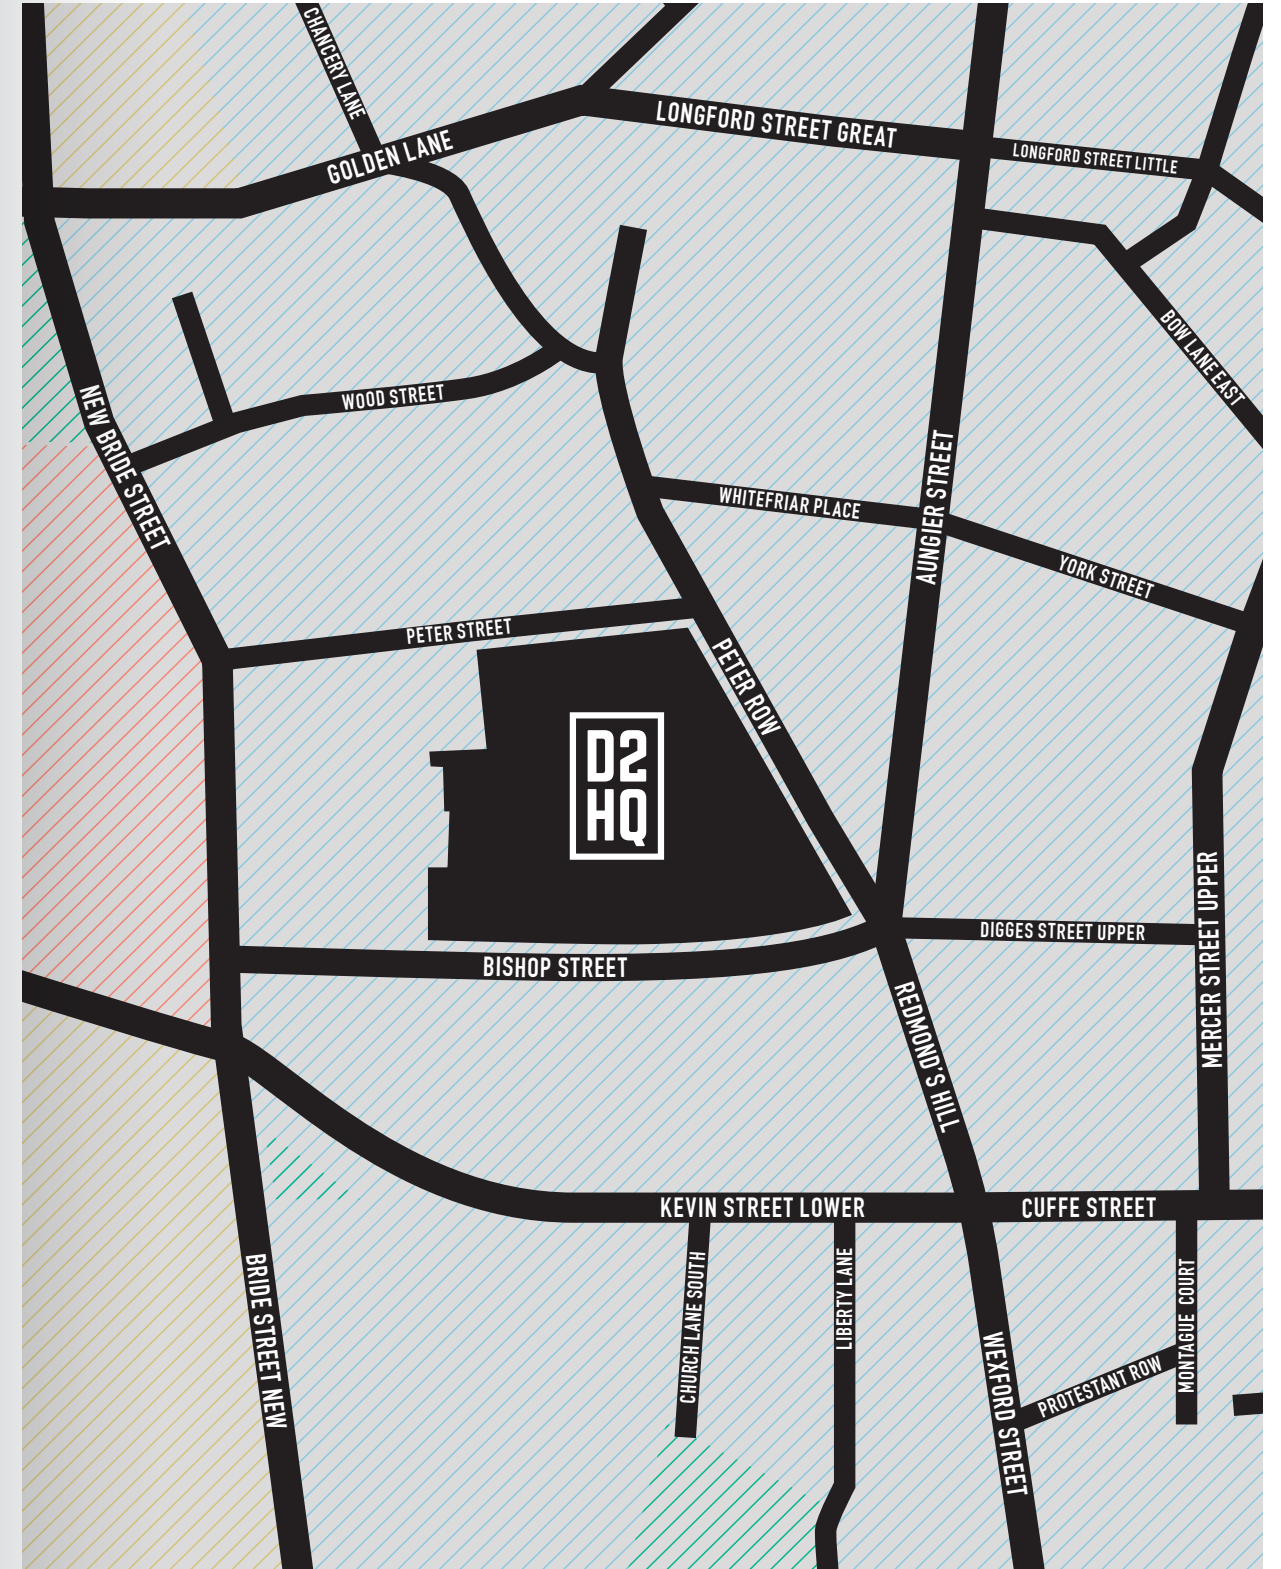 CHANCERY LANE
GOLDEN LANE
LONGFORD STREET GREAT
LONGFORD STREET LITTLE
BOW LANE EAST
NEW BRIDE STREET
WOOD STREET
WHITEFRIAR PLACE
AUNGIER STREET
YORK STREET
PETER STREET
PETER ROW
D2
HQ
BISHOP STREET
DIGGES STREET UPPER
MERCER STREET UPPER
REDMOND'S HILL
KEVIN STREET LOWER
CUFFE STREET
BRIDE STREET NEW
CHURCH LANE SOUTH
LIBERTY LANE
WEXFORD STREET
PROTESTANT ROW
MONTAGUE COURT